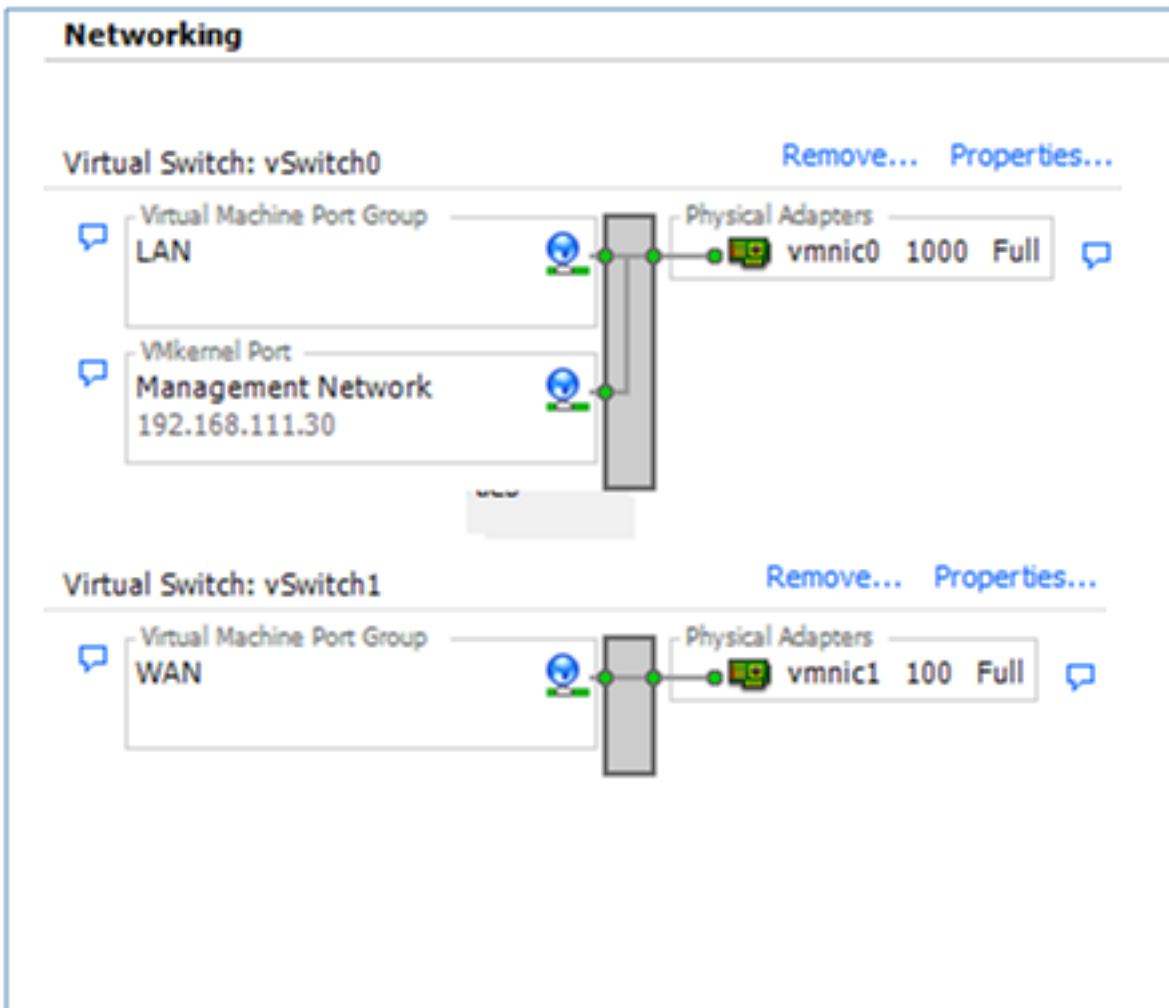 Networking
Virtual Switch: vSwitch0 Remove... Properties...
Virtual Machine Port Group Physical Adapters
LAN vmnic0 1000 Full
VMkernel Port
Management Network
192.168.111.30
Virtual Switch: vSwitch1 Remove... Properties...
Virtual Machine Port Group Physical Adapters
WAN vmnic1 100 Full